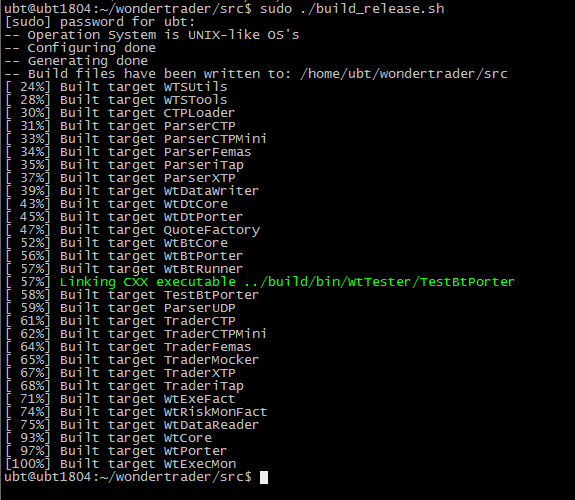 ubt@ubt1804:~/wondertrader/src$ sudo ./build_release.sh
[sudo] password for ubt:
-- Operation System is UNIX-like OS's
-- Configuring done
-- Generating done
-- Build files have been written to: /home/ubt/wondertrader/src
[ 24%] Built target WTSUtils
[ 28%] Built target WTSTools
[ 30%] Built target CTPLoader
[ 31%] Built target ParserCTP
[ 33%] Built target ParserCTPMini
[ 34%] Built target ParserFemas
[ 35%] Built target ParseriTap
[ 37%] Built target ParserXTP
[ 39%] Built target WtDataWriter
[ 43%] Built target WtDtCore
[ 45%] Built target WtDtPorter
[ 47%] Built target QuoteFactory
[ 52%] Built target WtBtCore
[ 56%] Built target WtBtPorter
[ 57%] Built target WtBtRunner
[ 57%] Linking CXX executable ../build/bin/WtTester/TestBtPorter
[ 58%] Built target TestBtPorter
[ 59%] Built target ParserUDP
[ 61%] Built target TraderCTP
[ 62%] Built target TraderCTPMini
[ 64%] Built target TraderFemas
[ 65%] Built target TraderMocker
[ 67%] Built target TraderXTP
[ 68%] Built target TraderiTap
[ 71%] Built target WtExeFact
[ 74%] Built target WtRiskMonFact
[ 75%] Built target WtDataReader
[ 93%] Built target WtCore
[ 97%] Built target WtPorter
[100%] Built target WtExecMon
ubt@ubt1804:~/wondertrader/src$